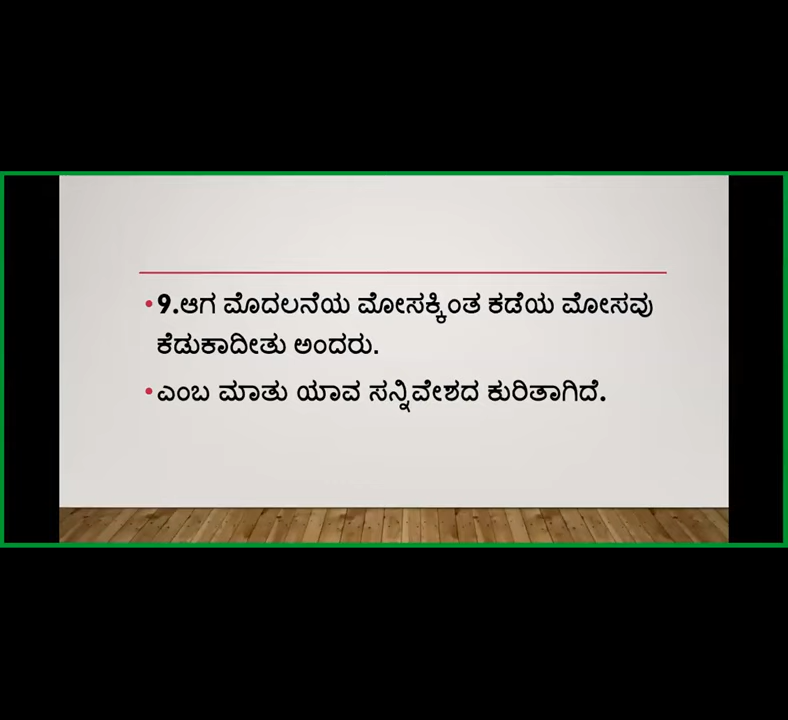 •9.ಆಗ ಮೊದಲನೆಯ ಮೋಸಕ್ಕಿಂತ ಕಡೆಯ ಮೋಸವು
ಕೆಡುಕಾದೀತು ಅಂದರು.
•ಎಂಬ ಮಾತು ಯಾವ ಸನ್ನಿವೇಶದ ಕುರಿತಾಗಿದೆ.